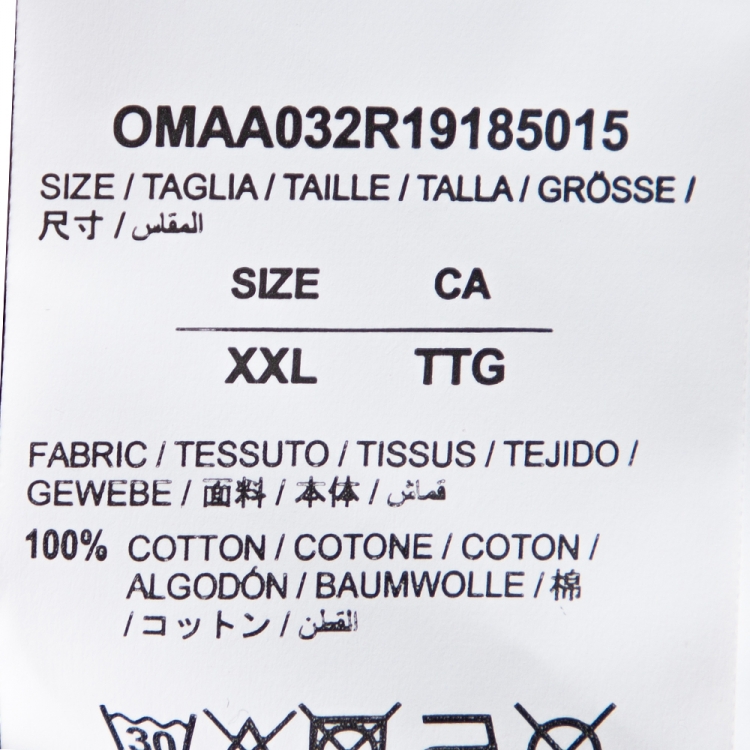 OMAA032R19185015
SIZE / TAGLIA / TAILLE / TALLA / GRÖSSE /
尺寸 / المقاس
SIZE CA
XXL TTG
FABRIC / TESSUTO / TISSUS / TEJIDO /
GEWEBE / 面料 / 本体 / قماش
100% COTTON / COTONE / COTON /
ALGODÓN / BAUMWOLLE / 棉
/ コットン / القطن
30